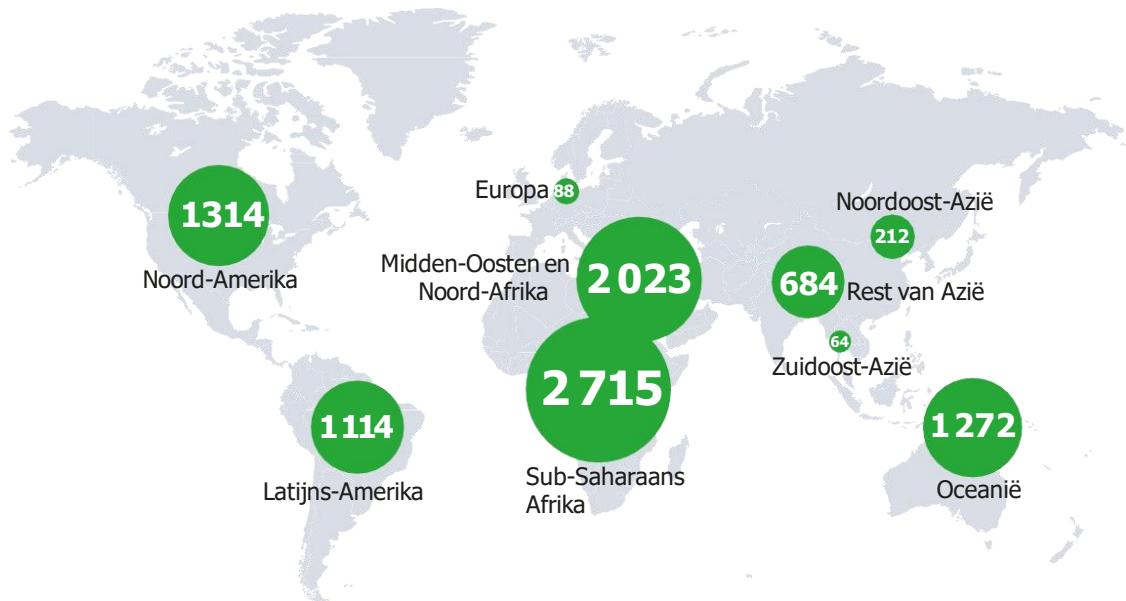 1314
Noord-Amerika
Europa 88
Noordoost-Azië
212
Midden-Oosten en
Noord-Afrika
2 023
684
Rest van Azië
64
Zuidoost-Azië
2 715
Sub-Saharaans
Afrika
1 114
Latijns-Amerika
1 272
Oceanië